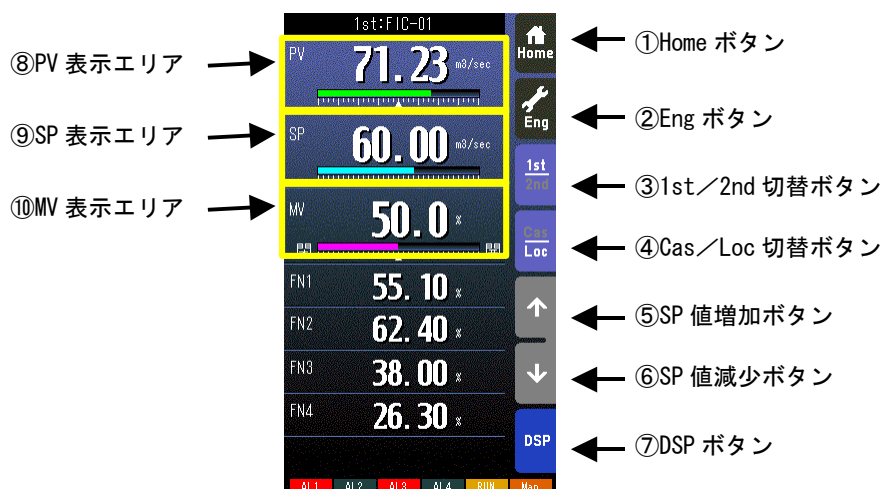 1st:FIC-01
⑧PV 表示エリア
PV 71.23 m3/sec
⑨SP 表示エリア
SP 60.00 m3/sec
⑩MV 表示エリア
MV 50.0 %
開
FN1 55.10 %
FN2 62.40 %
FN3 38.00 %
FN4 26.30 %
AL1 AL2 AL3 AL4 RUN Man
Home
①Home ボタン
Eng
②Eng ボタン
1st
2nd
③1st／2nd 切替ボタン
Cas
Loc
④Cas／Loc 切替ボタン
↑
⑤SP 値増加ボタン
↓
⑥SP 値減少ボタン
DSP
⑦DSP ボタン